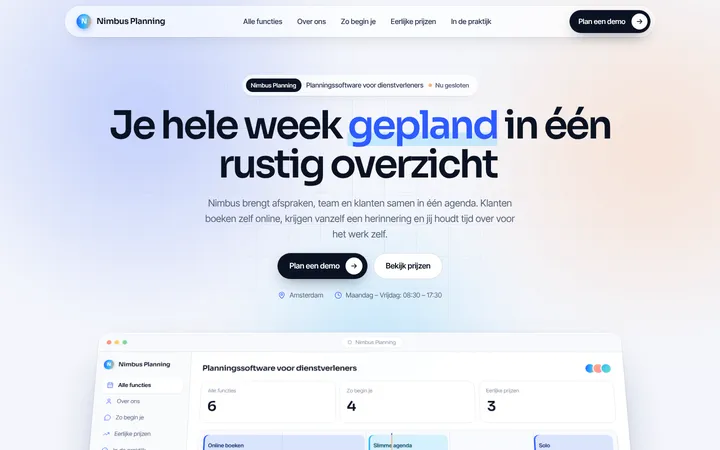 N Nimbus Planning
Alle functies
Over ons
Zo begin je
Eerlijke prijzen
In de praktijk
Plan een demo
Nimbus Planning Planningssoftware voor dienstverleners Nu gesloten
Je hele week gepland in één
rustig overzicht
Nimbus brengt afspraken, team en klanten samen in één agenda. Klanten
boeken zelf online, krijgen vanzelf een herinnering en jij houdt tijd over voor
het werk zelf.
Plan een demo
Bekijk prijzen
Amsterdam
Maandag – Vrijdag: 08:30 – 17:30
Nimbus Planning
N Nimbus Planning
Alle functies
Over ons
Zo begin je
Eerlijke prijzen
In de praktijk
Planningssoftware voor dienstverleners
Alle functies
6
Zo begin je
4
Eerlijke prijzen
3
Online boeken
Slimme agenda
Solo